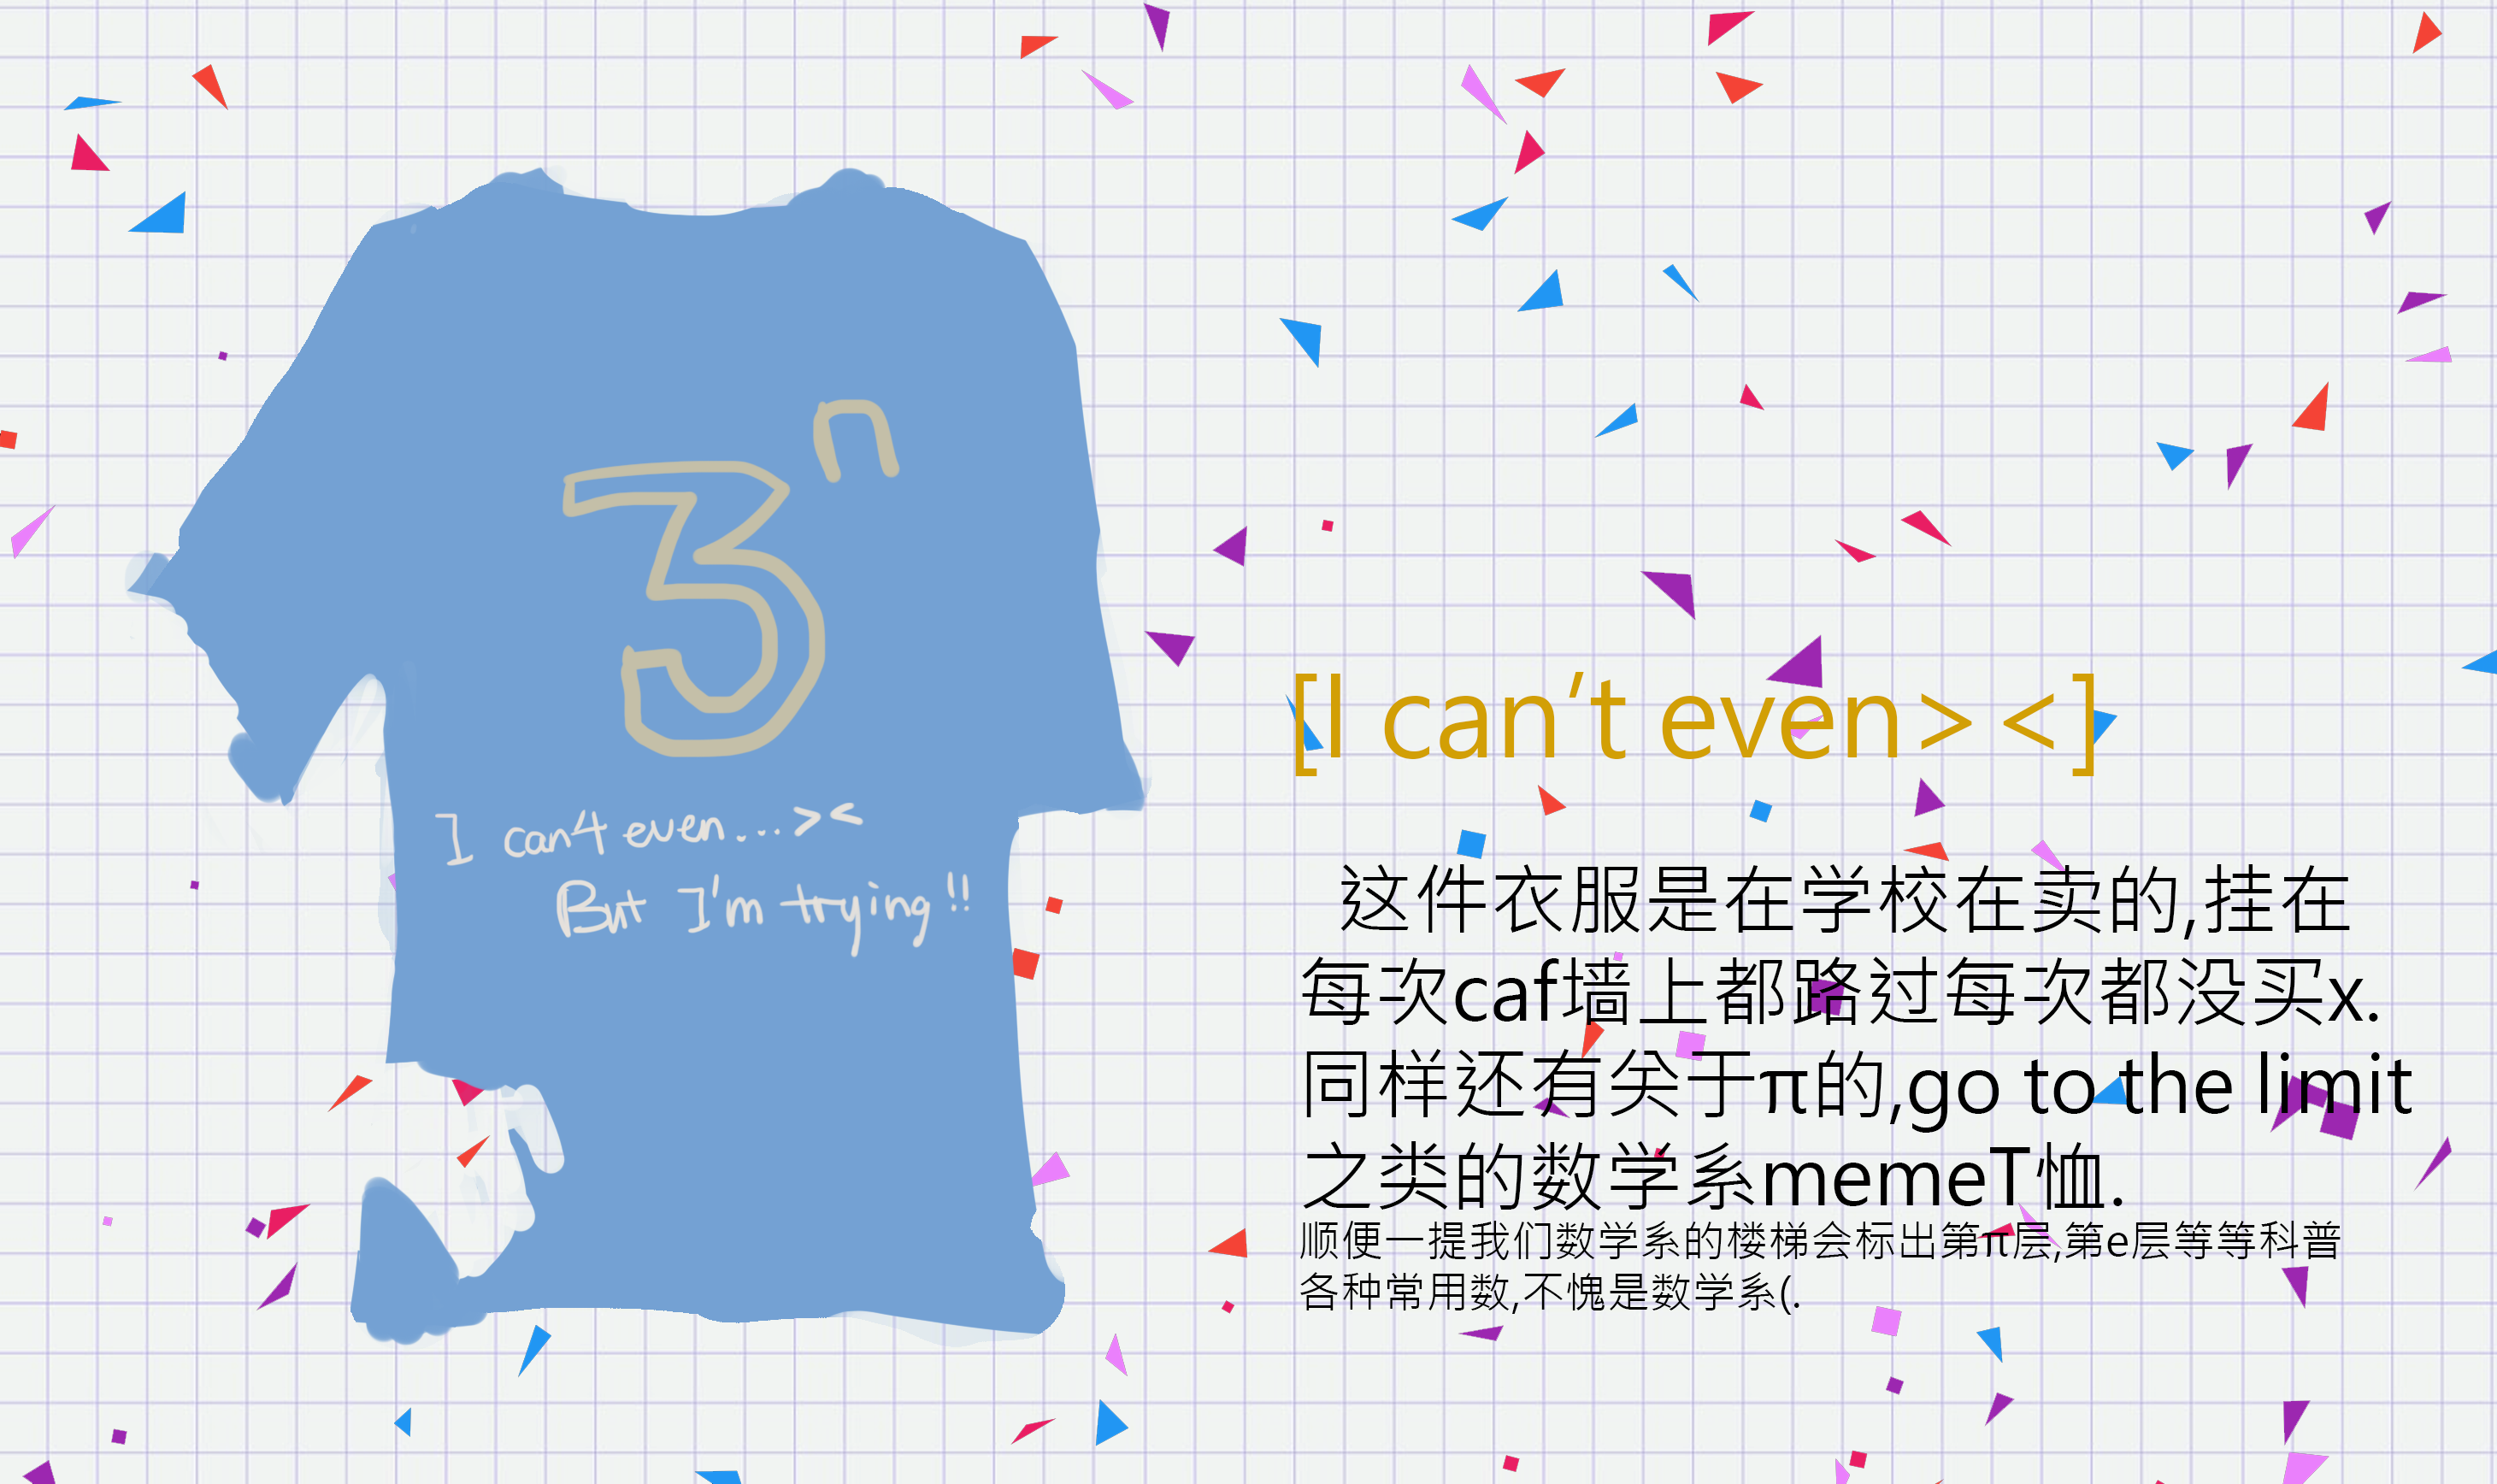 3ⁿ
I can't even...><
But I'm trying!!
[I can't even><]
这件衣服是在学校在卖的,挂在
每次caf墙上都路过每次都没买x.
同样还有关于π的,go to the limit
之类的数学系memeT恤.
顺便一提我们数学系的楼梯会标出第π层,第e层等等科普
各种常用数,不愧是数学系(.